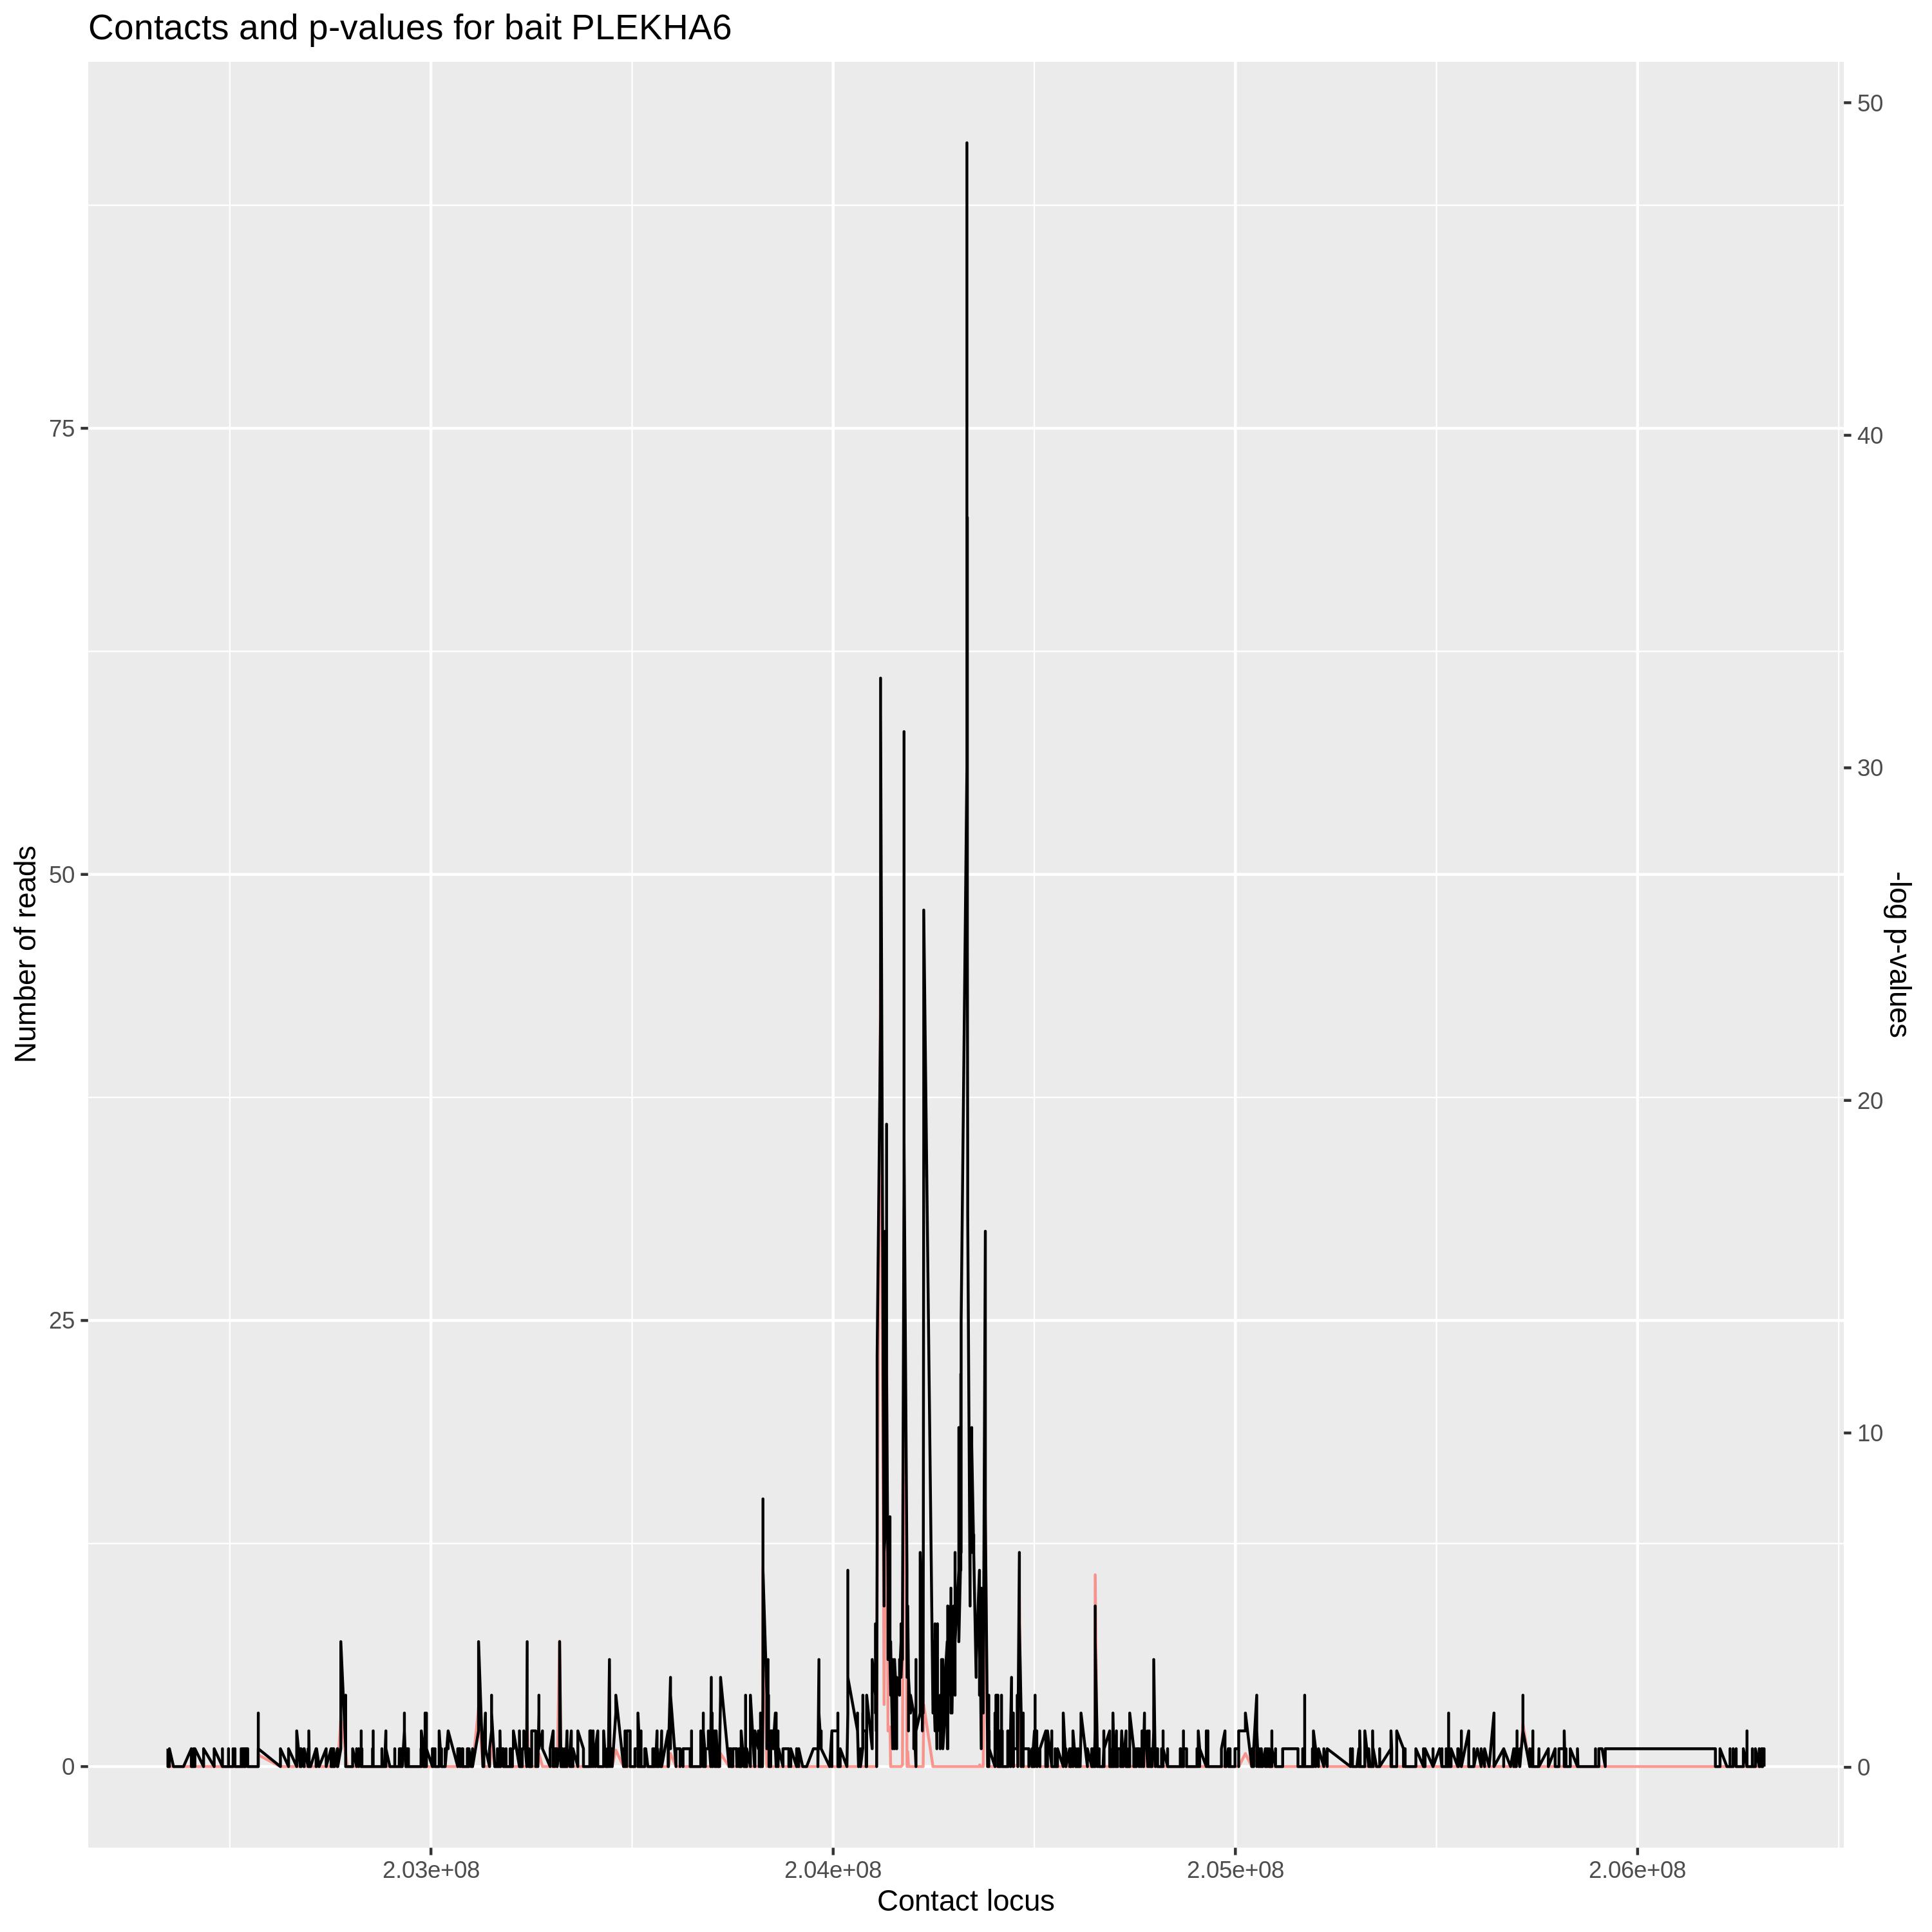 Contacts and p-values for bait PLEKHA6
50
75
40
30
50
25
20
10
0
0
Number of reads
-log p-values
2.03e+08
2.04e+08
2.05e+08
2.06e+08
Contact locus